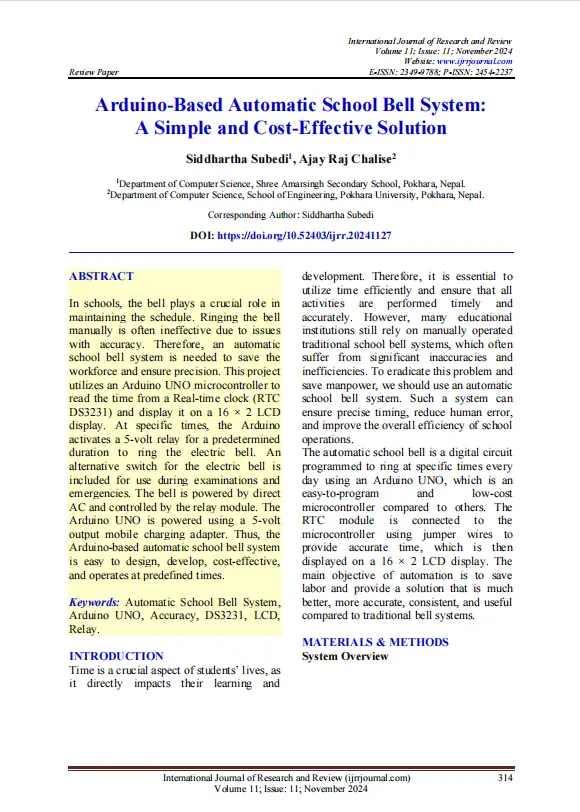 International Journal of Research and Review
Volume 11; Issue: 11; November 2024
Website: www.ijrrjournal.com
Review Paper E-ISSN: 2349-9788; P-ISSN: 2454-2237
Arduino-Based Automatic School Bell System:
A Simple and Cost-Effective Solution
Siddhartha Subedi1, Ajay Raj Chalise2
1Department of Computer Science, Shree Amarsingh Secondary School, Pokhara, Nepal.
2Department of Computer Science, School of Engineering, Pokhara University, Pokhara, Nepal.
Corresponding Author: Siddhartha Subedi
DOI: https://doi.org/10.52403/ijrr.20241127
ABSTRACT
In schools, the bell plays a crucial role in
maintaining the schedule. Ringing the bell
manually is often ineffective due to issues
with accuracy. Therefore, an automatic
school bell system is needed to save the
workforce and ensure precision. This project
utilizes an Arduino UNO microcontroller to
read the time from a Real-time clock (RTC
DS3231) and display it on a 16 × 2 LCD
display. At specific times, the Arduino
activates a 5-volt relay for a predetermined
duration to ring the electric bell. An
alternative switch for the electric bell is
included for use during examinations and
emergencies. The bell is powered by direct
AC and controlled by the relay module. The
Arduino UNO is powered using a 5-volt
output mobile charging adapter. Thus, the
Arduino-based automatic school bell system
is easy to design, develop, cost-effective,
and operates at predefined times.
Keywords: Automatic School Bell System,
Arduino UNO, Accuracy, DS3231, LCD,
Relay.
INTRODUCTION
Time is a crucial aspect of students’ lives, as
it directly impacts their learning and
development. Therefore, it is essential to
utilize time efficiently and ensure that all
activities are performed timely and
accurately. However, many educational
institutions still rely on manually operated
traditional school bell systems, which often
suffer from significant inaccuracies and
inefficiencies. To eradicate this problem and
save manpower, we should use an automatic
school bell system. Such a system can
ensure precise timing, reduce human error,
and improve the overall efficiency of school
operations.
The automatic school bell is a digital circuit
programmed to ring at specific times every
day using an Arduino UNO, which is an
easy-to-program and low-cost
microcontroller compared to others. The
RTC module is connected to the
microcontroller using jumper wires to
provide accurate time, which is then
displayed on a 16 × 2 LCD display. The
main objective of automation is to save
labor and provide a solution that is much
better, more accurate, consistent, and useful
compared to traditional bell systems.
MATERIALS & METHODS
System Overview
International Journal of Research and Review (ijrrjournal.com) 314
Volume 11; Issue: 11; November 2024